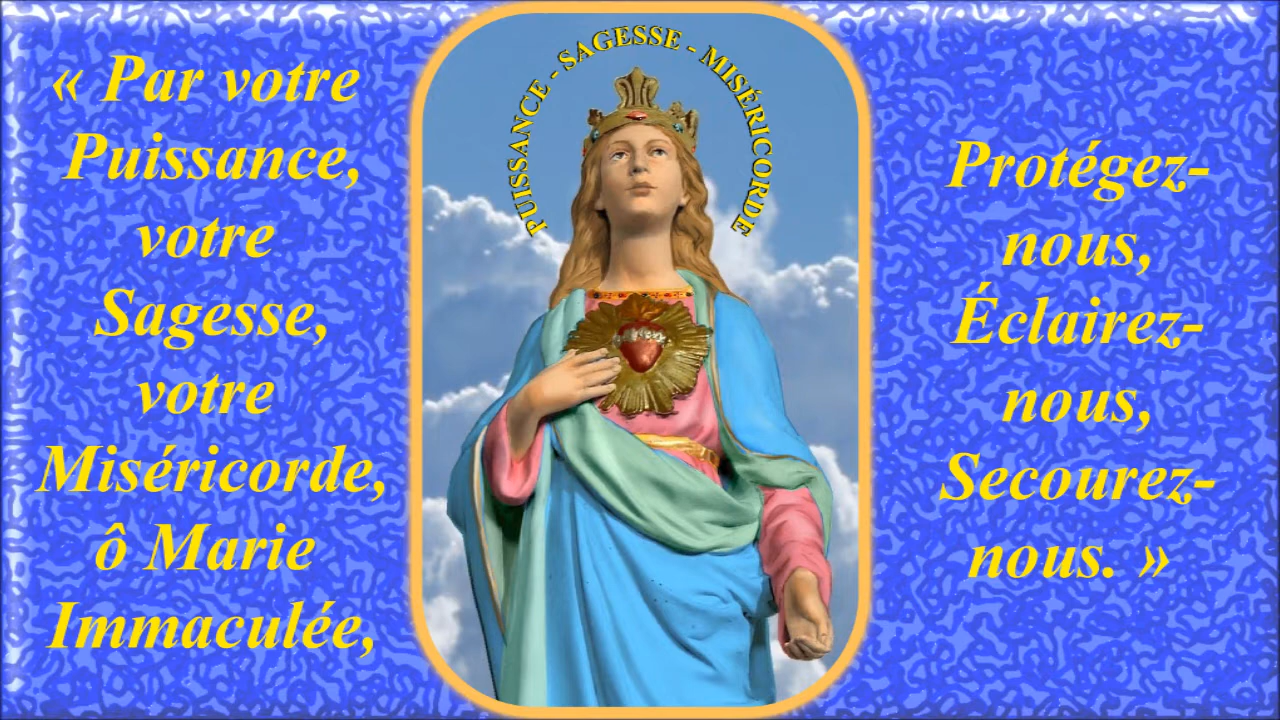 « Par votre
Puissance,
votre
Sagesse,
votre
Miséricorde,
ô Marie
Immaculée,
PUISSANCE - SAGESSE - MISÉRICORDE
Protégez-
nous,
Éclairez-
nous,
Secourez-
nous. »